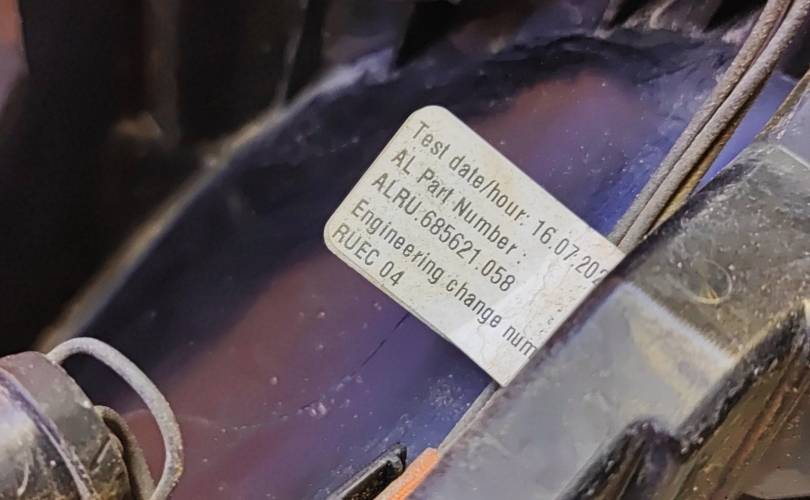 Test date/hour: 16.07.202
AL Part Number :
ALRU.685621.058
Engineering change num
RUEC 04